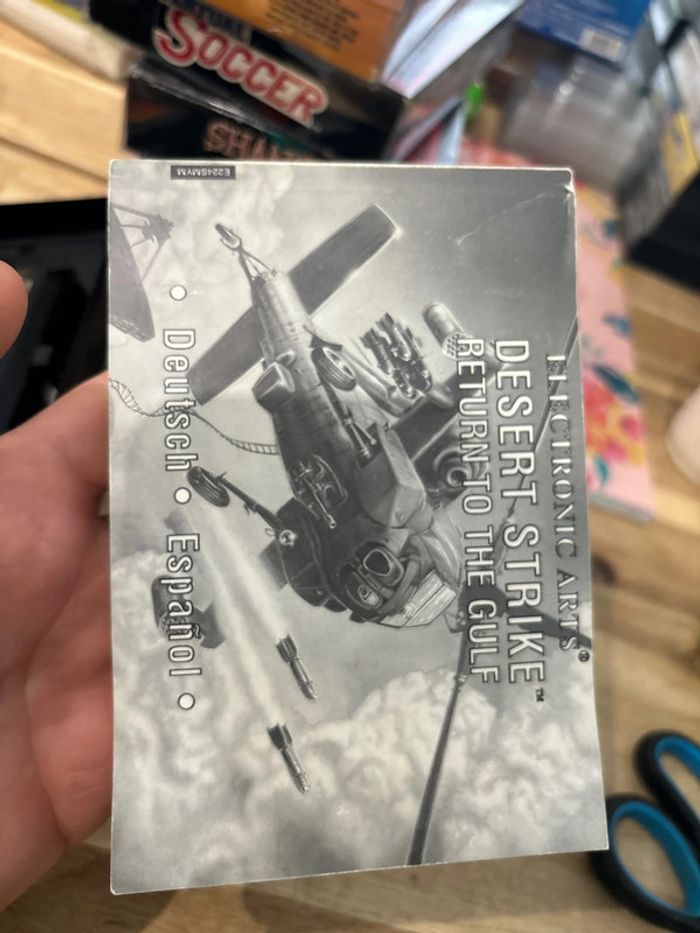 ELECTRONIC ARTS®
DESERT STRIKE™
RETURN TO THE GULF
• Deutsch • Español •
E224SMYM
SOCCER